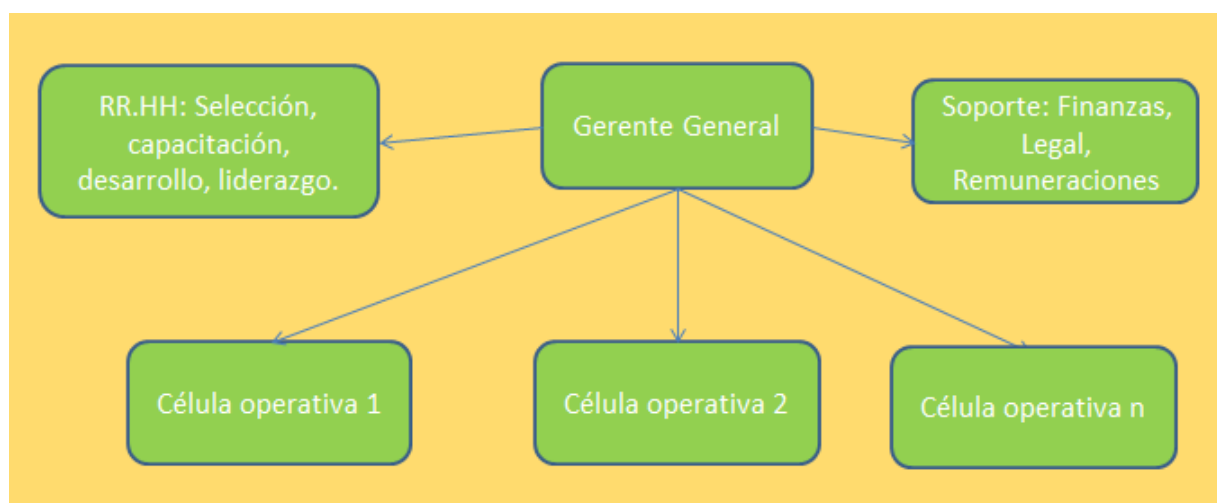 RR.HH: Selección,
capacitación,
desarrollo, liderazgo.
Gerente General
Soporte: Finanzas,
Legal,
Remuneraciones
Célula operativa 1
Célula operativa 2
Célula operativa n